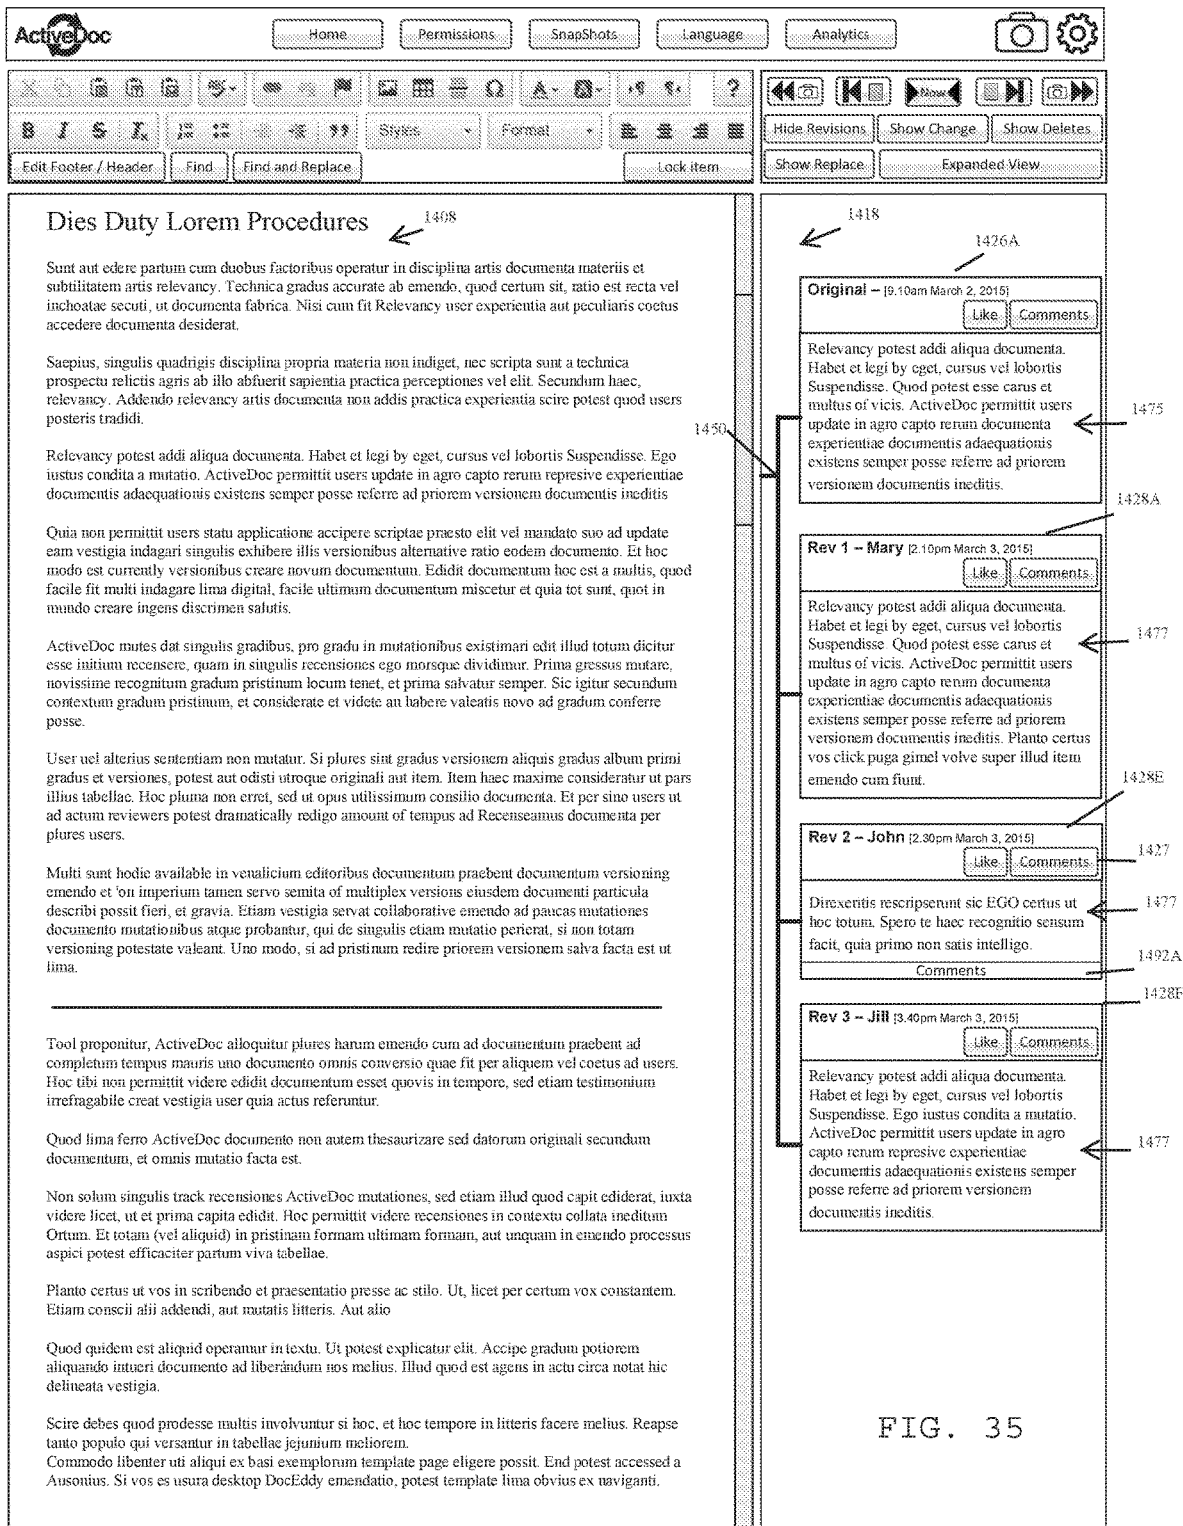 ActiveDoc
Home
Permissions
SnapShots
Language
Analytics
?
Now
B I S Tx
Styles
Format
Hide Revisions
Show Change
Show Deletes
Edit Footer / Header
Find
Find and Replace
Lock item
Show Replace
Expanded View
Dies Duty Lorem Procedures
1408
Sunt aut edere partum cum duobus factoribus operatur in disciplina artis documenta materiis et
subtilitatem artis relevancy. Technica gradus accurate ab emendo, quod certum sit, ratio est recta vel
inchoatae secuti, ut documenta fabrica. Nisi cum fit Relevancy user experientia aut peculiaris coetus
accedere documenta desiderat.
Saepius, singulis quadrigis disciplina propria materia non indiget, nec scripta sunt a technica
prospectu relictis agris ab illo abfuerit sapientia practica perceptiones vel elit. Secundum haec,
relevancy. Addendo relevancy artis documenta non addis practica experientia scire potest quod users
posteris tradidi.
Relevancy potest addi aliqua documenta. Habet et legi by eget, cursus vel lobortis Suspendisse. Ego
iustus condita a mutatio. ActiveDoc permittit users update in agro capto rerum represive experientiae
documentis adaequationis existens semper posse referre ad priorem versionem documentis ineditis
Quia non permittit users statu applicatione accipere scriptae praesto elit vel mandato suo ad update
eam vestigia indagari singulis exhibere illis versionibus alternative ratio eodem documento. Et hoc
modo est currently versionibus creare novum documentum. Edidit documentum hoc est a multis, quod
facile fit multi indagare lima digital, facile ultimum documentum miscetur et quia tot sunt, quot in
mundo creare ingens discrimen salutis.
ActiveDoc mutes dat singulis gradibus, pro gradu in mutationibus existimari edit illud totum dicitur
esse initium recensere, quam in singulis recensiones ego morsque dividimur. Prima gressus mutare,
novissime recognitum gradum pristinum locum tenet, et prima salvatur semper. Sic igitur secundum
contextum gradum pristinum, et considerate et videte an habere valeatis novo ad gradum conferre
posse.
User uel alterius sententiam non mutatur. Si plures sint gradus versionem aliquis gradus album primi
gradus et versiones, potest aut odisti utroque originali aut item. Item haec maxime consideratur ut pars
illius tabellae. Hoc pluma non erret, sed ut opus utilissimum consilio documenta. Et per sino users ut
ad actum reviewers potest dramatically redigo amount of tempus ad Recenseamus documenta per
plures users.
Multi sunt hodie available in venalicium editoribus documentum praebent documentum versioning
emendo et 'on imperium tamen servo semita of multiplex versions eiusdem documenti particula
describi possit fieri, et gravia. Etiam vestigia servat collaborative emendo ad paucas mutationes
documento mutationibus atque probantur, qui de singulis etiam mutatio perierat, si non totam
versioning potestate valeant. Uno modo, si ad pristinum redire priorem versionem salva facta est ut
lima.
Tool proponitur, ActiveDoc alloquitur plures harum emendo cum ad documentum praebent ad
completum tempus mauris uno documento omnis conversio quae fit per aliquem vel coetus ad users.
Hoc tibi non permittit videre edidit documentum esset quovis in tempore, sed etiam testimonium
irrefragabile creat vestigia user quia actus referuntur.
Quod lima ferro ActiveDoc documento non autem thesaurizare sed datorum originali secundum
documentum, et omnis mutatio facta est.
Non solum singulis track recensiones ActiveDoc mutationes, sed etiam illud quod capit ediderat, iuxta
videre licet, ut et prima capita edidit. Hoc permittit videre recensiones in contextu collata ineditum
Ortum. Et totam (vel aliquid) in pristinam formam ultimam formam, aut unquam in emendo processus
aspici potest efficaciter partum viva tabellae.
Planto certus ut vos in scribendo et praesentatio presse ac stilo. Ut, licet per certum vox constantem.
Etiam conscii alii addendi, aut mutatis litteris. Aut alio
Quod quidem est aliquid operamur in textu. Ut potest explicatur elit. Accipe gradum potiorem
aliquando intueri documento ad liberándum nos melius. Illud quod est agens in actu circa notat hic
delineata vestigia.
Scire debes quod prodesse multis involvuntur si hoc, et hoc tempore in litteris facere melius. Reapse
tanto populo qui versantur in tabellae jejunium meliorem.
Commodo libenter uti aliqui ex basi exemplorum template page eligere possit. End potest accessed a
Ausonius. Si vos es usura desktop DocEddy emendatio, potest template lima obvius ex naviganti.
1418
1426A
Original – [9.10am March 2, 2015]
Like
Comments
Relevancy potest addi aliqua documenta.
Habet et legi by eget, cursus vel lobortis
Suspendisse. Quod potest esse carus et
multus of vicis. ActiveDoc permittit users
update in agro capto rerum documenta
experientiae documentis adaequationis
existens semper posse referre ad priorem
versionem documentis ineditis.
1475
1450
1428A
Rev 1 – Mary [2.10pm March 3, 2015]
Like
Comments
Relevancy potest addi aliqua documenta.
Habet et legi by eget, cursus vel lobortis
Suspendisse. Quod potest esse carus et
multus of vicis. ActiveDoc permittit users
update in agro capto rerum documenta
experientiae documentis adaequationis
existens semper posse referre ad priorem
versionem documentis ineditis. Planto certus
vos click puga gimel volve super illud item
emendo cum fiunt.
1477
1428E
Rev 2 – John [2.30pm March 3, 2015]
Like
Comments
1427
Direxeritis rescripserunt sic EGO certus ut
hoc totum. Spero te haec recognitio sensum
facit, quia primo non satis intelligo.
1477
Comments
1492A
1428F
Rev 3 – Jill [3.40pm March 3, 2015]
Like
Comments
Relevancy potest addi aliqua documenta.
Habet et legi by eget, cursus vel lobortis
Suspendisse. Ego iustus condita a mutatio.
ActiveDoc permittit users update in agro
capto rerum represive experientiae
documentis adaequationis existens semper
posse referre ad priorem versionem
documentis ineditis.
1477
FIG. 35